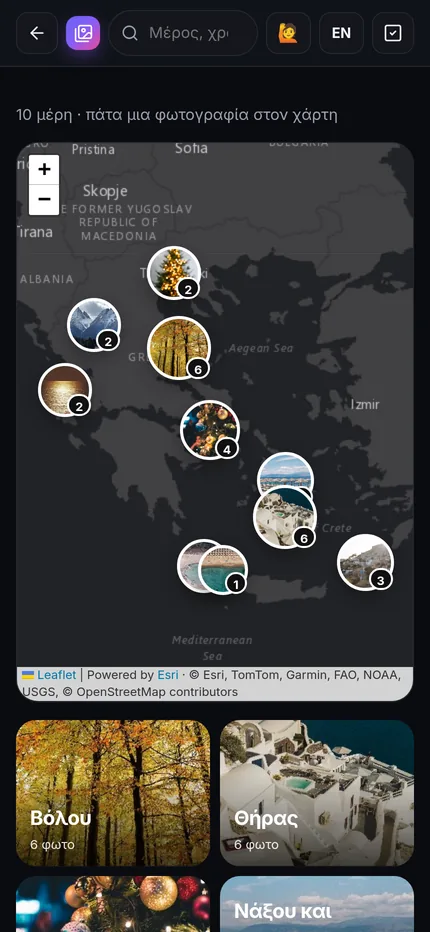 Μέρος, χρ
EN
10 μέρη · πάτα μια φωτογραφία στον χάρτη
Pristina
Sofia
BULGARIA
+
−
Skopje
E FORMER YUGOSLAV
REPUBLIC OF
MACEDONIA
Tirana
ALBANIA
2
2
6
Aegean Sea
2
Izmir
4
Crete
6
1
3
Mediterranean
Sea
Leaflet | Powered by Esri · © Esri, TomTom, Garmin, FAO, NOAA,
USGS, © OpenStreetMap contributors
Βόλου
6 φωτο
Θήρας
6 φωτο
Νάξου και